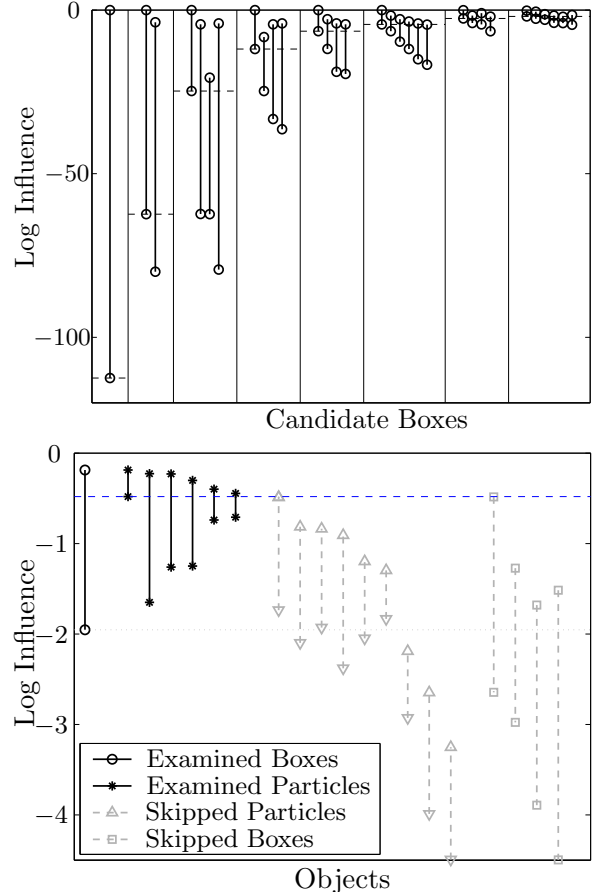 0
−50
−100
Log Influence
Candidate Boxes
0
−1
−2
−3
−4
Log Influence
Examined Boxes
Examined Particles
Skipped Particles
Skipped Boxes
Objects